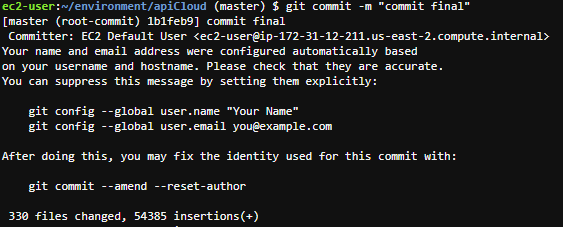 ec2-user:~/environment/apiCloud (master) $ git commit -m "commit final"
[master (root-commit) 1b1feb9] commit final
 Committer: EC2 Default User <ec2-user@ip-172-31-12-211.us-east-2.compute.internal>
Your name and email address were configured automatically based
on your username and hostname. Please check that they are accurate.
You can suppress this message by setting them explicitly:

    git config --global user.name "Your Name"
    git config --global user.email you@example.com

After doing this, you may fix the identity used for this commit with:

    git commit --amend --reset-author

 330 files changed, 54385 insertions(+)